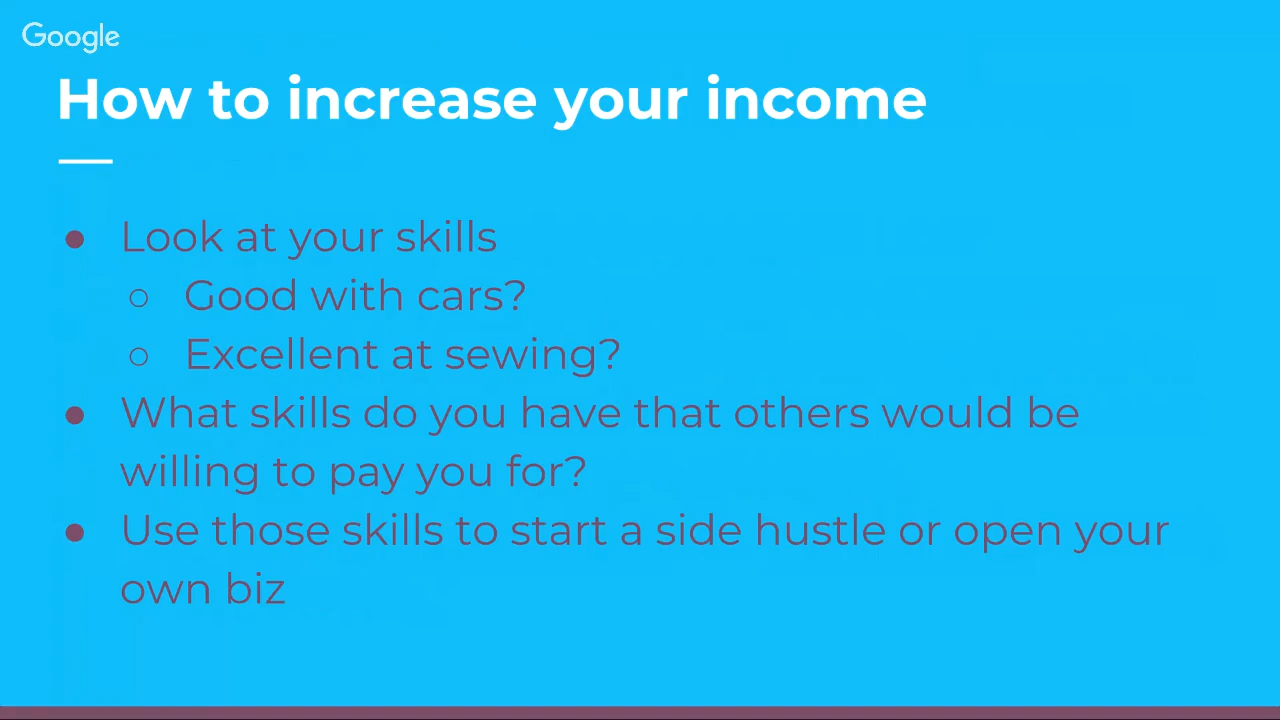 Google
How to increase your income
● Look at your skills
○ Good with cars?
○ Excellent at sewing?
● What skills do you have that others would be
willing to pay you for?
● Use those skills to start a side hustle or open your
own biz